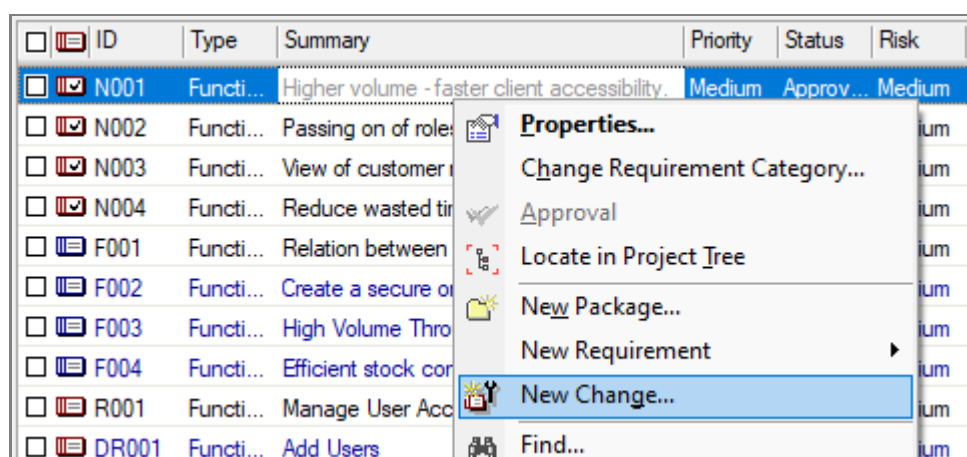 ID Type Summary Priority Status Risk
N001 Functi... Higher volume - faster client accessibility. Medium Approv... Medium
N002 Functi... Passing on of roles ium
N003 Functi... View of customer ium
N004 Functi... Reduce wasted ium
F001 Functi... Relation between ium
F002 Functi... Create a secure ium
F003 Functi... High Volume Thro ium
F004 Functi... Efficient stock ium
R001 Functi... Manage User Acc ium
DR001 Functi... Add Users ium
Properties...
Change Requirement Category...
Approval
Locate in Project Tree
New Package...
New Requirement
New Change...
Find...